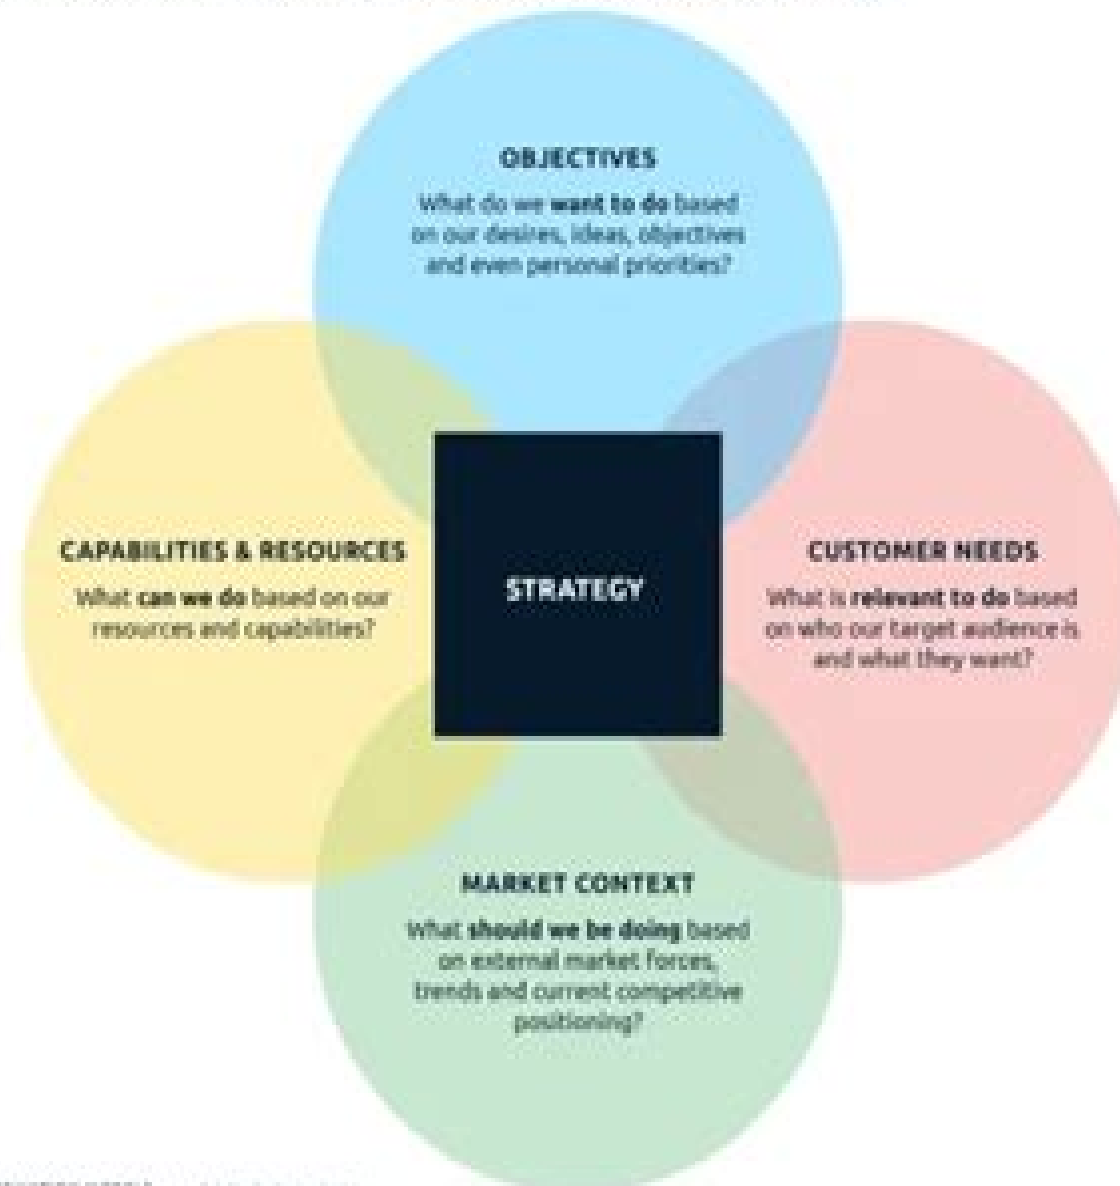 OBJECTIVES
What do we want to do based
on our desires, ideas, objectives
and even personal priorities?
CAPABILITIES & RESOURCES
What can we do based on our
resources and capabilities?
STRATEGY
CUSTOMER NEEDS
What is relevant to do based
on who our target audience is
and what they want?
MARKET CONTEXT
What should we be doing based
on external market forces,
trends and current competitive
positioning?